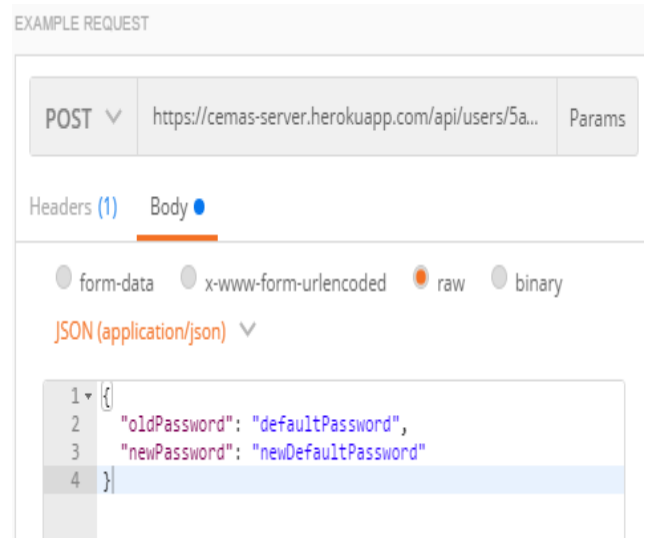 EXAMPLE REQUEST
POST https://cemas-server.herokuapp.com/api/users/5a... Params
Headers (1) Body
form-data x-www-form-urlencoded raw binary
JSON (application/json)
1 {
2 "oldPassword": "defaultPassword",
3 "newPassword": "newDefaultPassword"
4 }